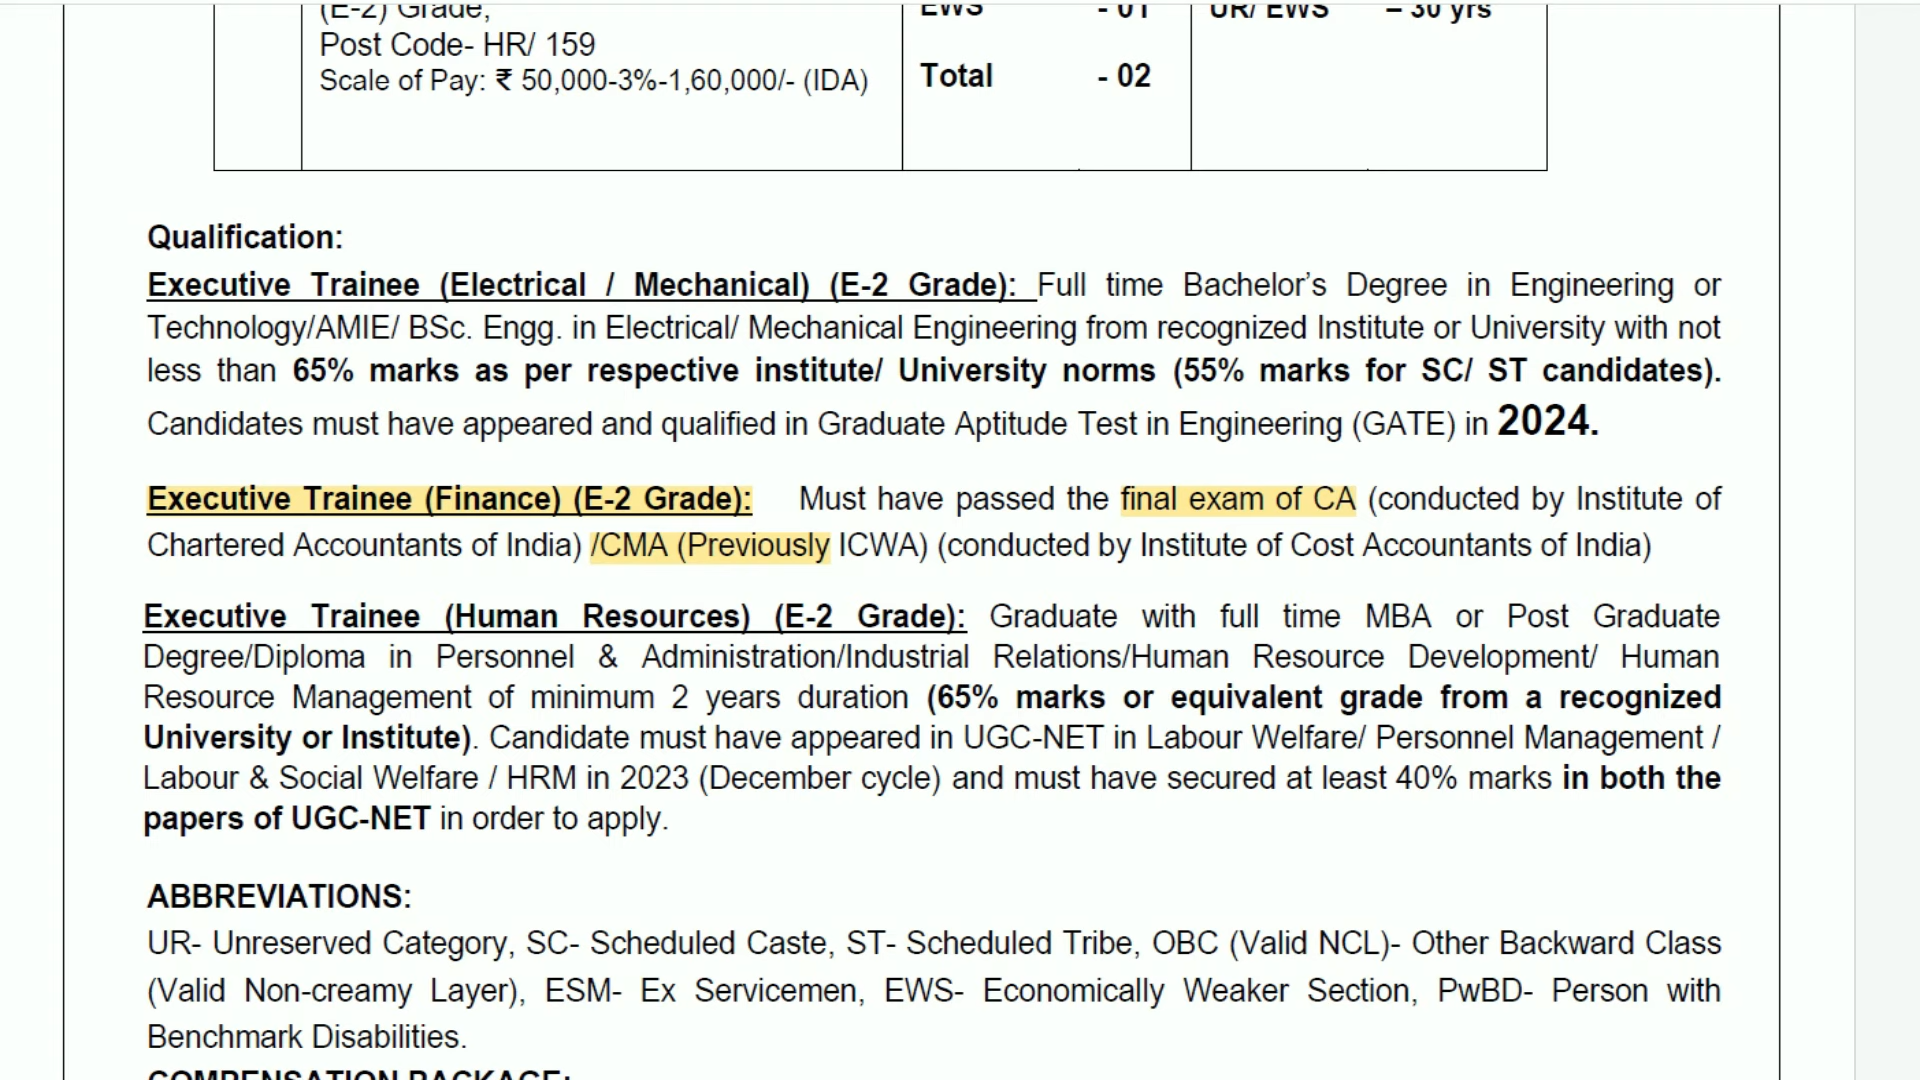 (E-2) Grade,
EWS - 01
UR/ EWS – 30 yrs
Post Code- HR/ 159
Scale of Pay: ₹ 50,000-3%-1,60,000/- (IDA)
Total - 02
Qualification:
Executive Trainee (Electrical / Mechanical) (E-2 Grade): Full time Bachelor’s Degree in Engineering or
Technology/AMIE/ BSc. Engg. in Electrical/ Mechanical Engineering from recognized Institute or University with not
less than 65% marks as per respective institute/ University norms (55% marks for SC/ ST candidates).
Candidates must have appeared and qualified in Graduate Aptitude Test in Engineering (GATE) in 2024.
Executive Trainee (Finance) (E-2 Grade): Must have passed the final exam of CA (conducted by Institute of
Chartered Accountants of India) /CMA (Previously ICWA) (conducted by Institute of Cost Accountants of India)
Executive Trainee (Human Resources) (E-2 Grade): Graduate with full time MBA or Post Graduate
Degree/Diploma in Personnel & Administration/Industrial Relations/Human Resource Development/ Human
Resource Management of minimum 2 years duration (65% marks or equivalent grade from a recognized
University or Institute). Candidate must have appeared in UGC-NET in Labour Welfare/ Personnel Management /
Labour & Social Welfare / HRM in 2023 (December cycle) and must have secured at least 40% marks in both the
papers of UGC-NET in order to apply.
ABBREVIATIONS:
UR- Unreserved Category, SC- Scheduled Caste, ST- Scheduled Tribe, OBC (Valid NCL)- Other Backward Class
(Valid Non-creamy Layer), ESM- Ex Servicemen, EWS- Economically Weaker Section, PwBD- Person with
Benchmark Disabilities.
COMPENSATION PACKAGE: